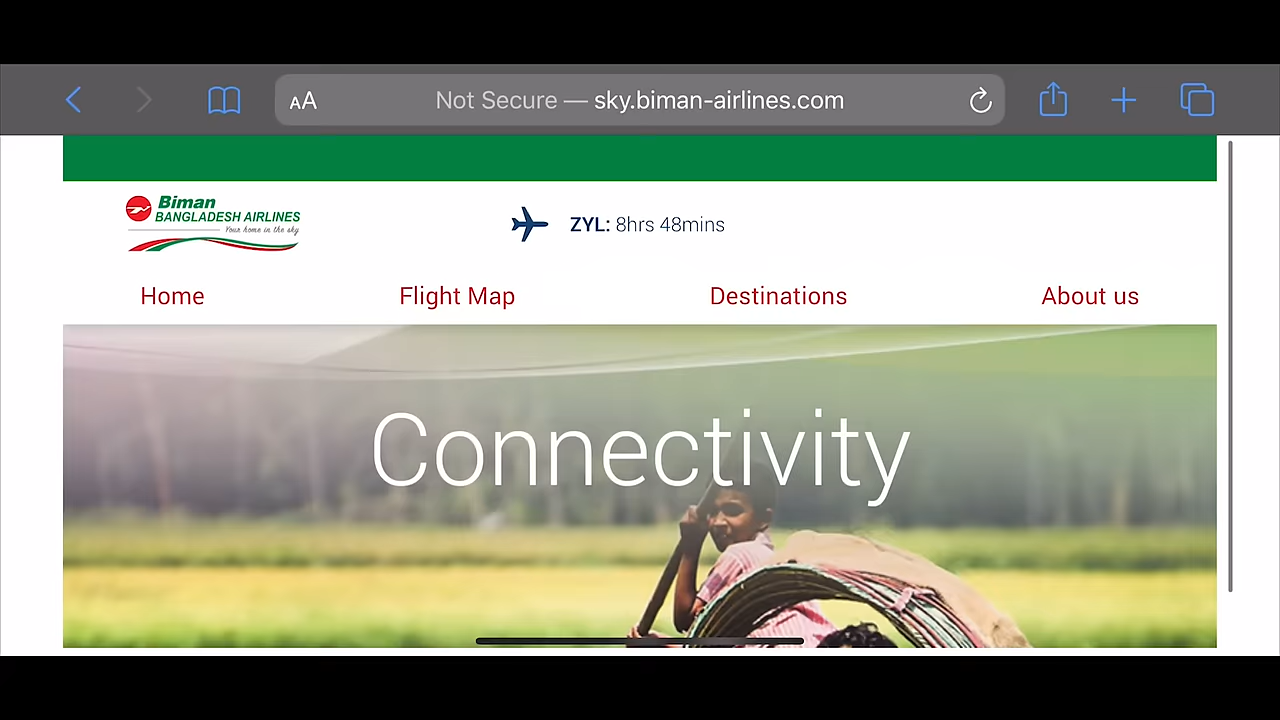 AA Not Secure — sky.biman-airlines.com
Biman
BANGLADESH AIRLINES
Your home in the sky
ZYL: 8hrs 48mins
Home Flight Map Destinations About us
Connectivity